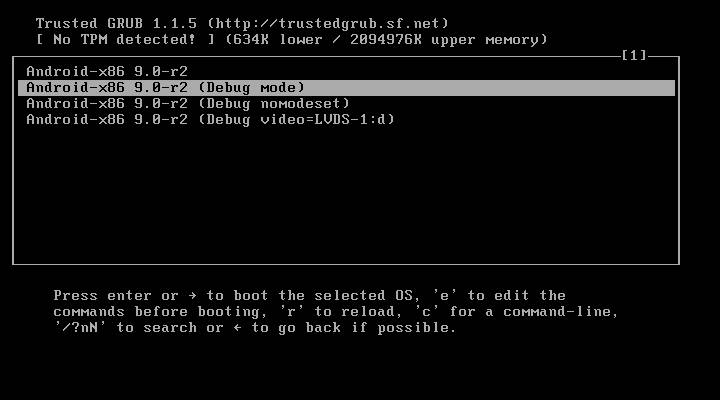 Trusted GRUB 1.1.5 (http://trustedgrub.sf.net)
[ No TPM detected! ] (634K lower / 2094976K upper memory)
[1]
Android-x86 9.0-r2
Android-x86 9.0-r2 (Debug mode)
Android-x86 9.0-r2 (Debug nomodeset)
Android-x86 9.0-r2 (Debug video=LVDS-1:d)
Press enter or → to boot the selected OS, 'e' to edit the
commands before booting, 'r' to reload, 'c' for a command-line,
'/?nN' to search or ← to go back if possible.